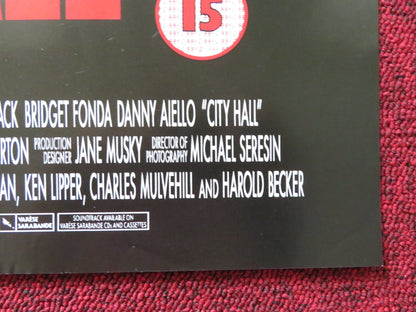 15
ACK BRIDGET FONDA DANNY AIELLO "CITY HALL"
RTON PRODUCTION DESIGNER JANE MUSKY DIRECTOR OF PHOTOGRAPHY MICHAEL SERESIN
AN, KEN LIPPER, CHARLES MULVEHILL AND HAROLD BECKER
VARÈSE SARABANDE
SOUNDTRACK AVAILABLE ON
VARÈSE SARABANDE CDs AND CASSETTES